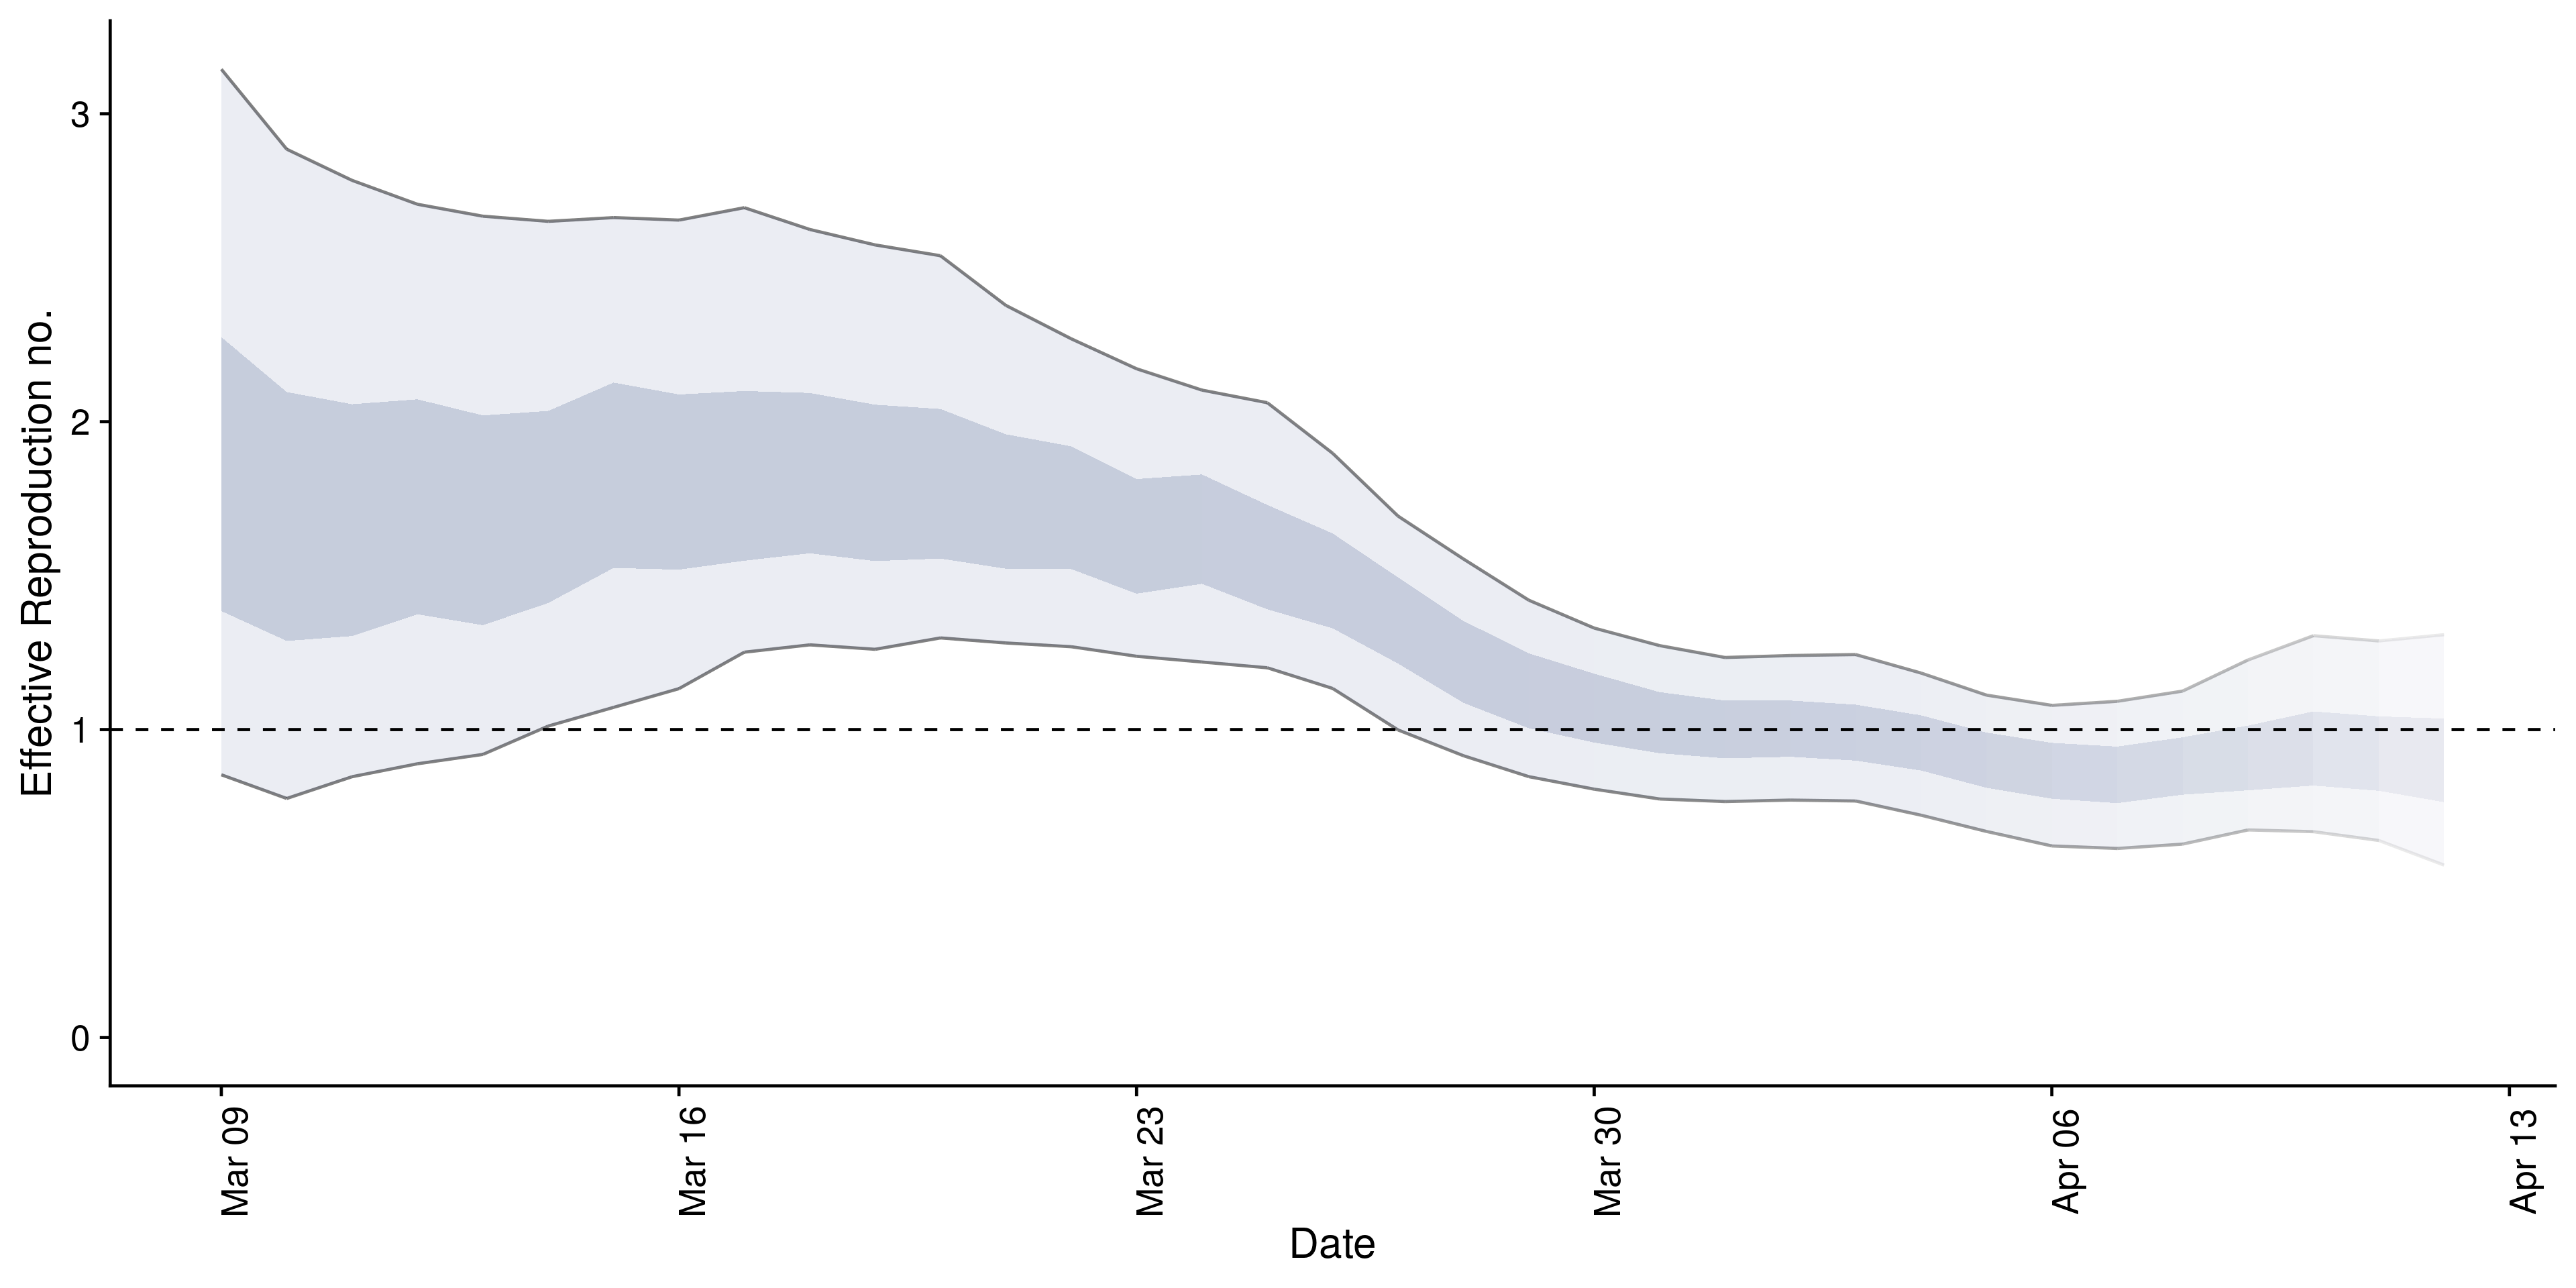 Effective Reproduction no.
3
2
1
0
Mar 09
Mar 16
Mar 23
Mar 30
Apr 06
Apr 13
Date